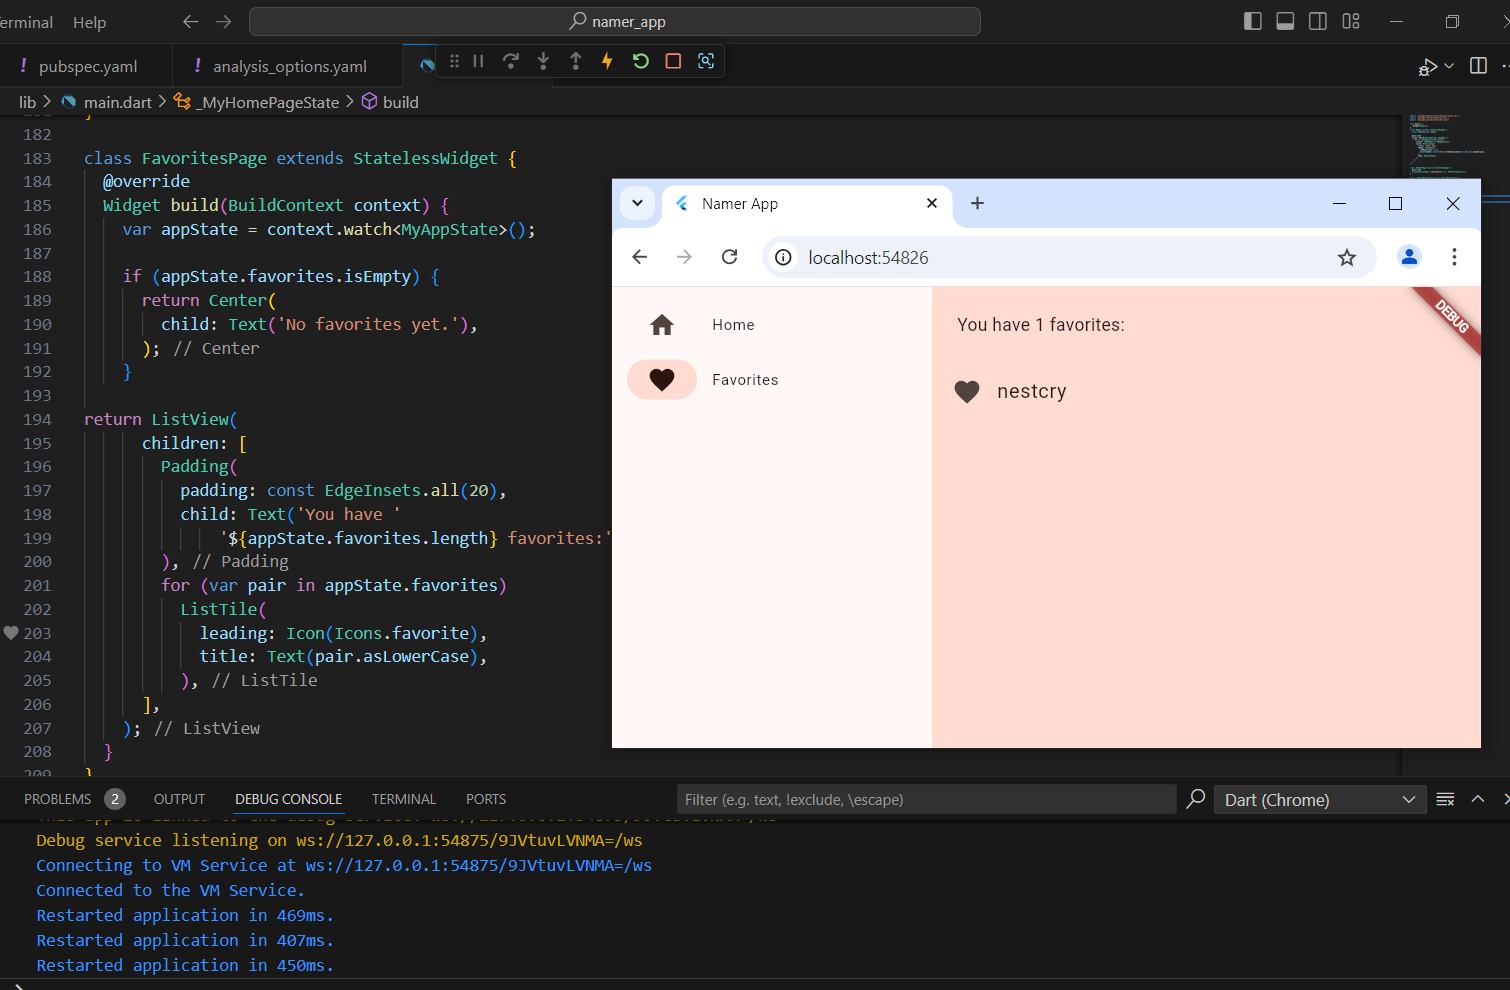 erminal Help
namer_app
! pubspec.yaml
! analysis_options.yaml
lib > main.dart > _MyHomePageState > build
182
183 class FavoritesPage extends StatelessWidget {
184 @override
185 Widget build(BuildContext context) {
186 var appState = context.watch<MyAppState>();
187
188 if (appState.favorites.isEmpty) {
189 return Center(
190 child: Text('No favorites yet.'),
191 ); // Center
192 }
193
194 return ListView(
195 children: [
196 Padding(
197 padding: const EdgeInsets.all(20),
198 child: Text('You have '
199 '${appState.favorites.length} favorites:'
200 ), // Padding
201 for (var pair in appState.favorites)
202 ListTile(
203 leading: Icon(Icons.favorite),
204 title: Text(pair.asLowerCase),
205 ), // ListTile
206 ],
207 ); // ListView
208 }
209 }
Namer App
localhost:54826
Home
Favorites
You have 1 favorites:
nestcry
DEBUG
PROBLEMS 2 OUTPUT DEBUG CONSOLE TERMINAL PORTS
Filter (e.g. text, !exclude, \escape)
Dart (Chrome)
Debug service listening on ws://127.0.0.1:54875/9JVtuvLVNMA=/ws
Connecting to VM Service at ws://127.0.0.1:54875/9JVtuvLVNMA=/ws
Connected to the VM Service.
Restarted application in 469ms.
Restarted application in 407ms.
Restarted application in 450ms.